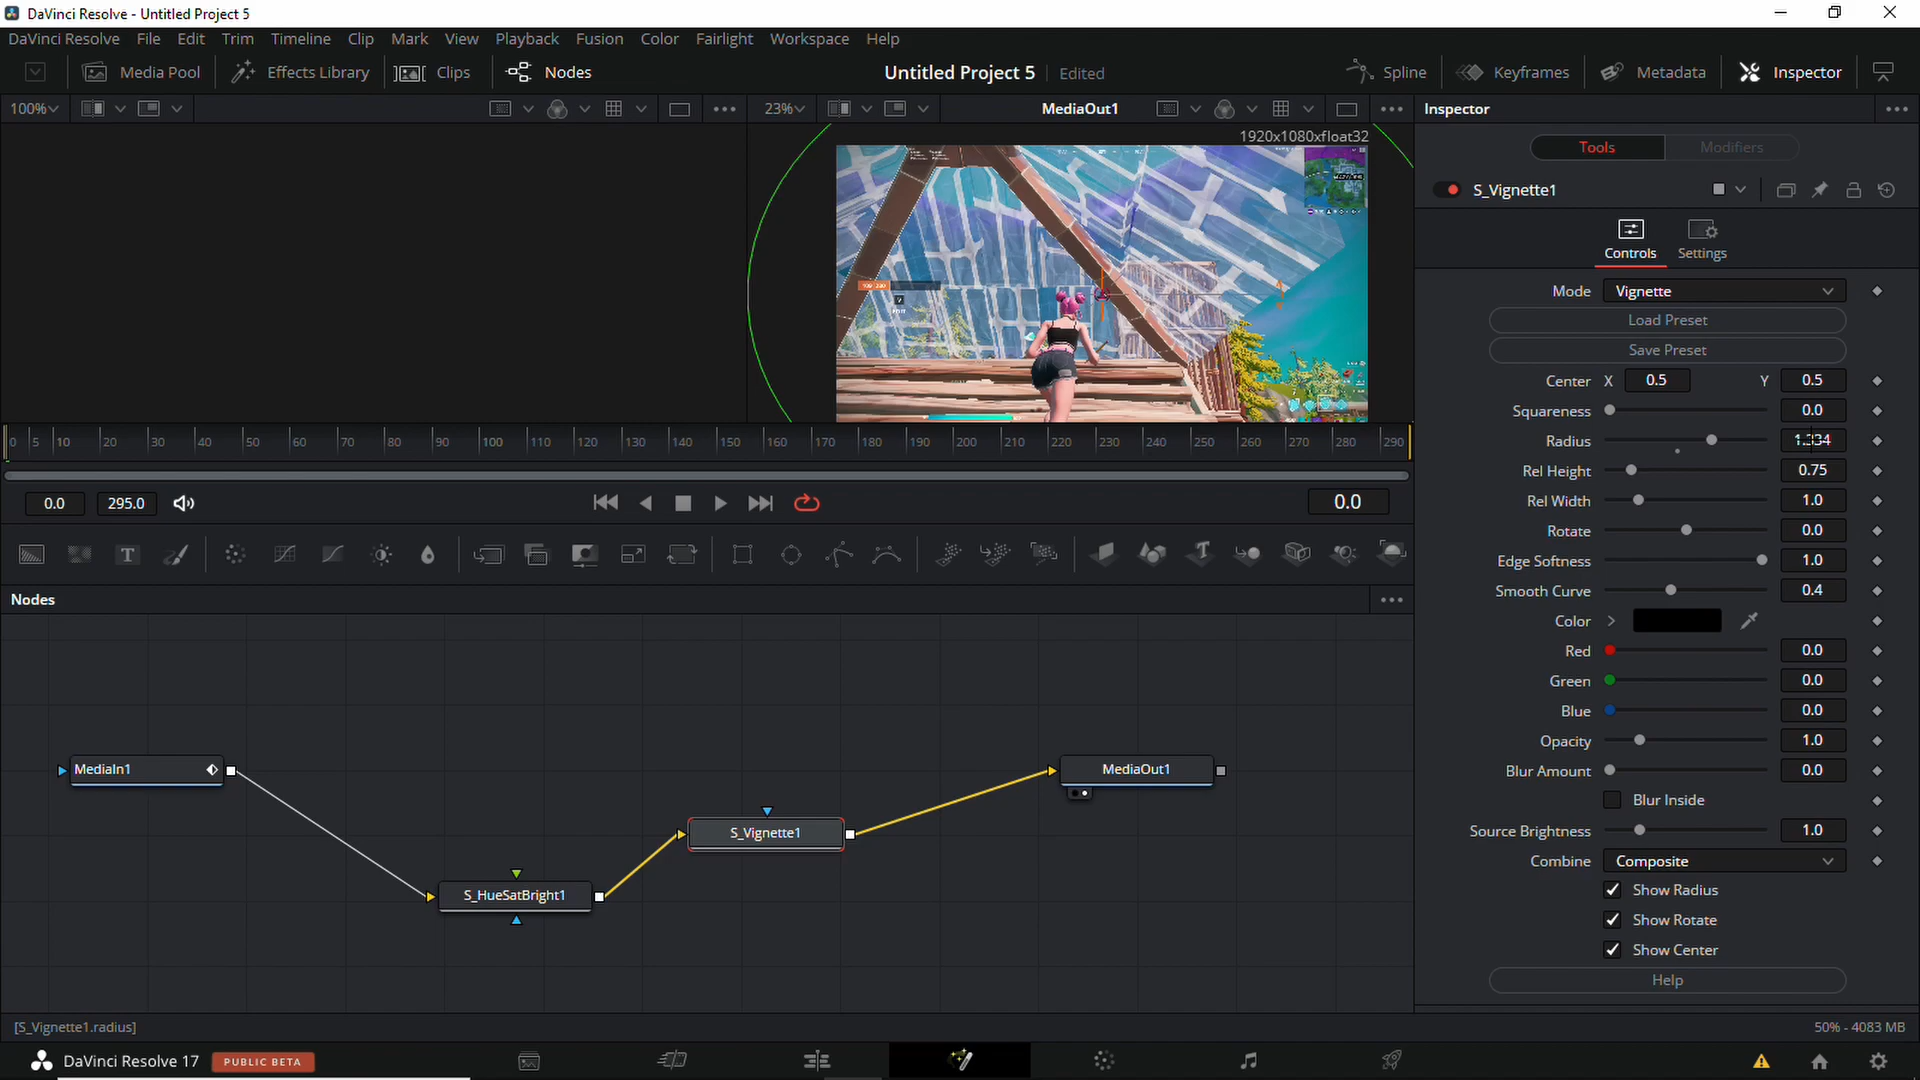 DaVinci Resolve - Untitled Project 5
DaVinci Resolve File Edit Trim Timeline Clip Mark View Playback Fusion Color Fairlight Workspace Help
Media Pool Effects Library Clips Nodes Untitled Project 5 Edited Spline Keyframes Metadata Inspector
100% 23% MediaOut1 Inspector
1920x1080xfloat32
Tools Modifiers
S_Vignette1
Controls Settings
Mode Vignette
Load Preset
Save Preset
Center X 0.5 Y 0.5
Squareness 0.0
Radius 1.334
Rel Height 0.75
Rel Width 1.0
Rotate 0.0
Edge Softness 1.0
Smooth Curve 0.4
Color
Red 0.0
Green 0.0
Blue 0.0
Opacity 1.0
Blur Amount 0.0
Blur Inside
Source Brightness 1.0
Combine Composite
Show Radius
Show Rotate
Show Center
Help
0 5 10 20 30 40 50 60 70 80 90 100 110 120 130 140 150 160 170 180 190 200 210 220 230 240 250 260 270 280 290
0.0 295.0 0.0
Nodes
MediaIn1
S_HueSatBright1
S_Vignette1
MediaOut1
[S_Vignette1.radius] 50% - 4083 MB
DaVinci Resolve 17 PUBLIC BETA